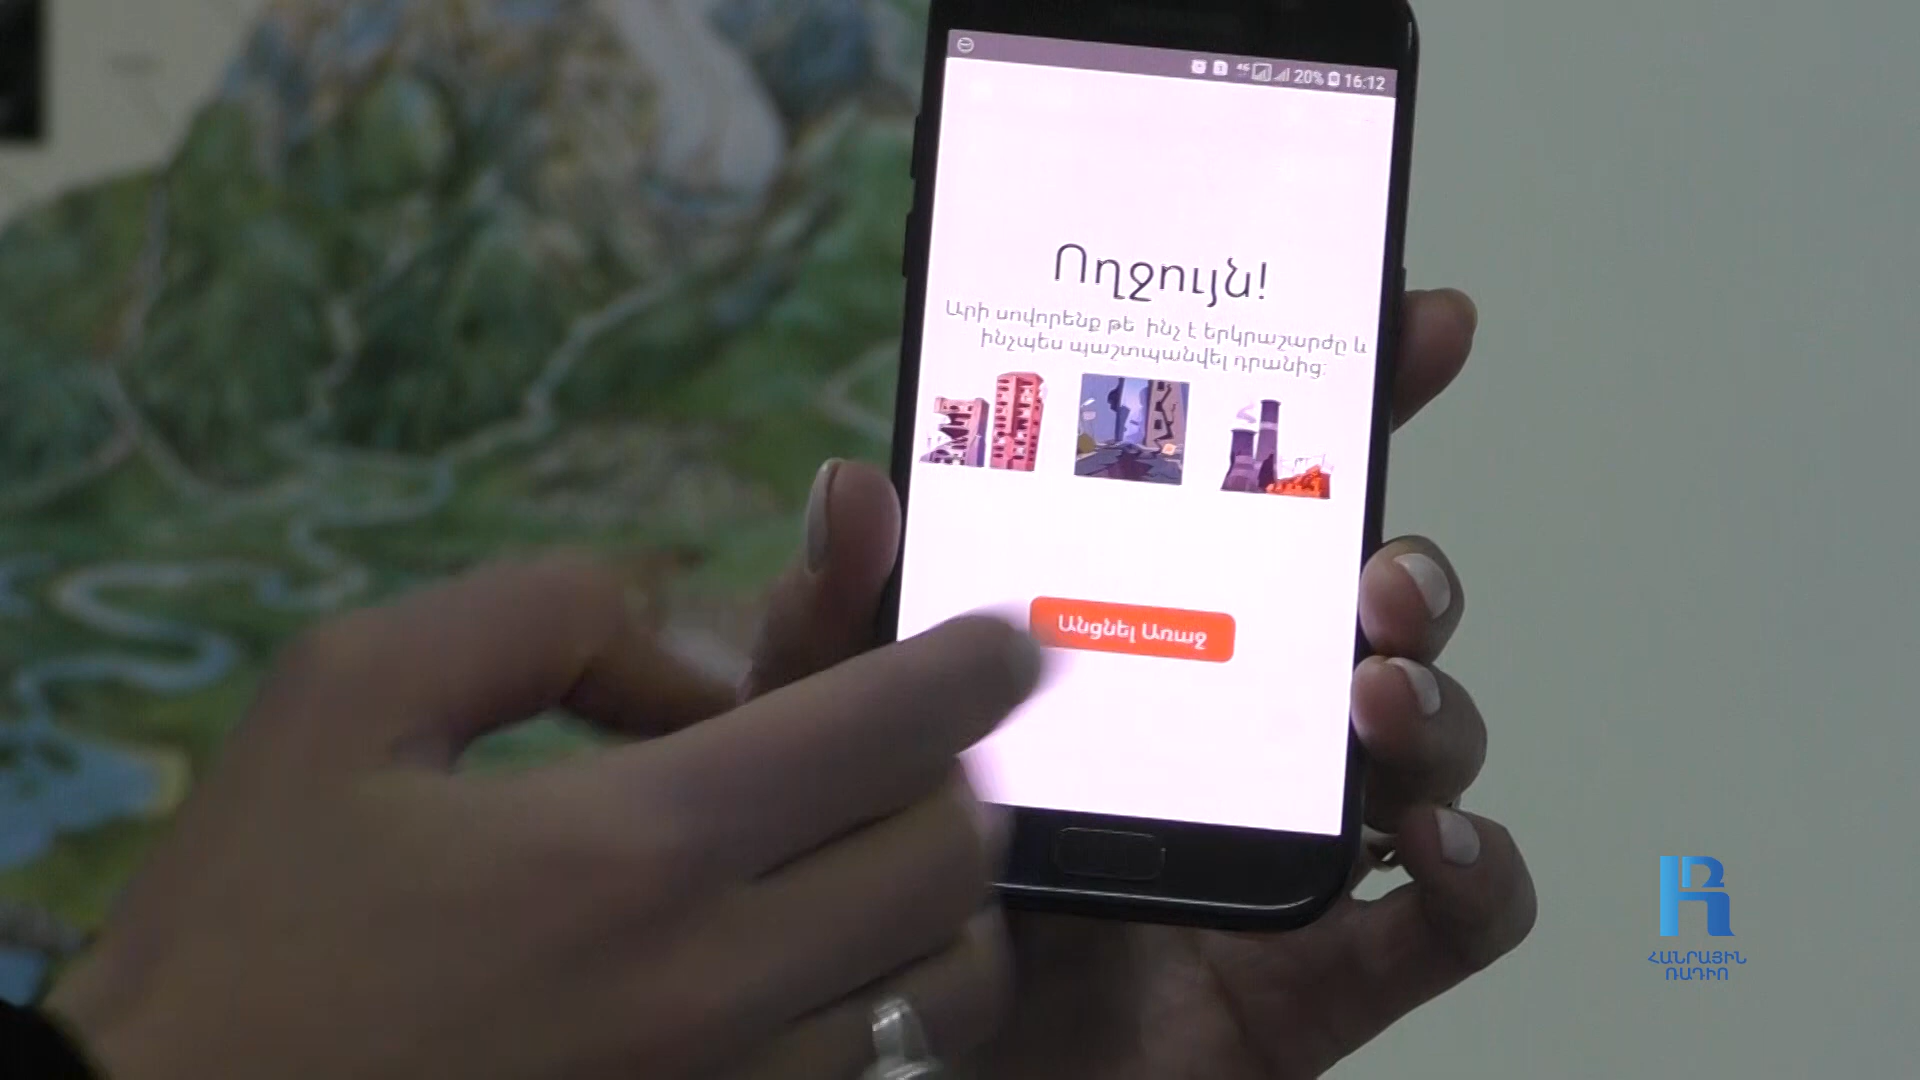 20% 16:12
Ողջույն!
Արի սովորենք թե ինչ է երկրաշարժը և
ինչպես պաշտպանվել դրանից:
Անցնել Առաջ
ՀԱՆՐԱՅԻՆ
ՌԱԴԻՈ